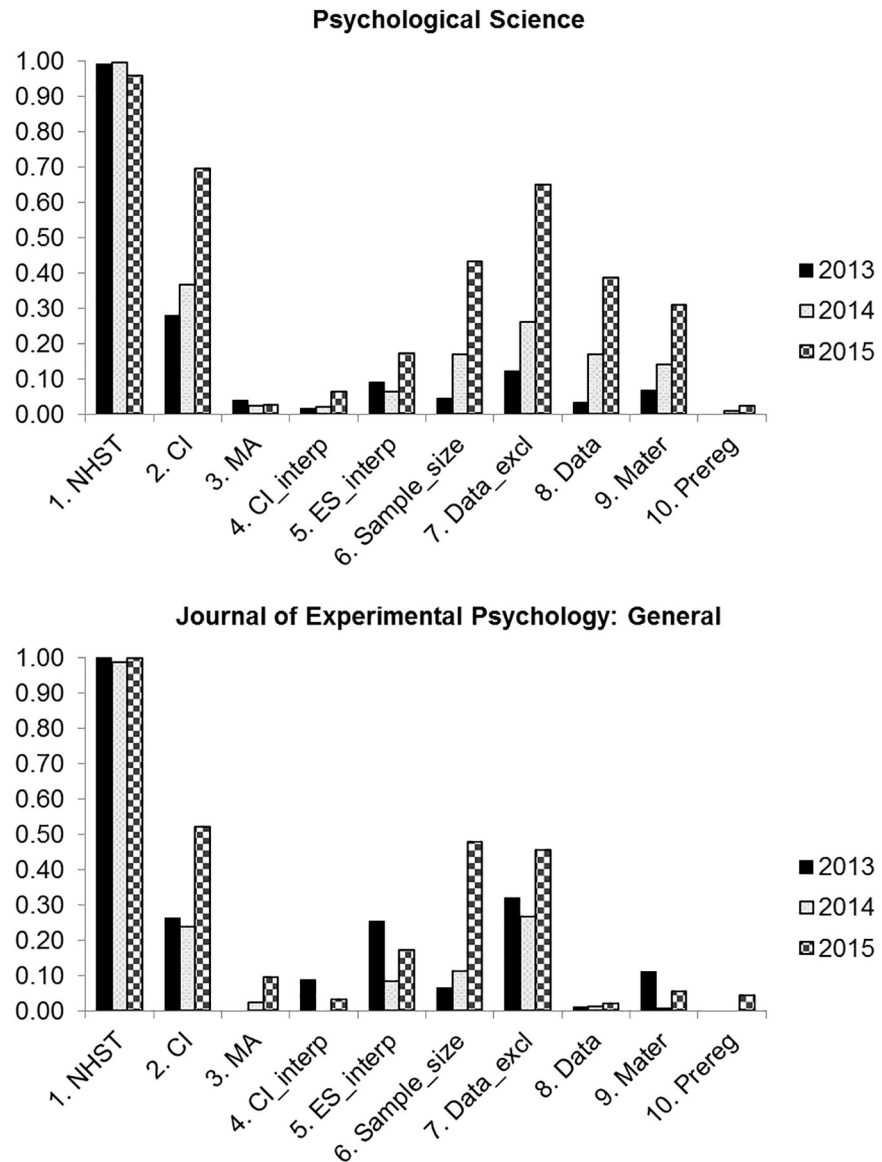 Psychological Science
1.00
0.90
0.80
0.70
0.60
0.50
0.40
0.30
0.20
0.10
0.00
2013
2014
2015
1. NHST
2. CI
3. MA
4. CI_interp
5. ES_interp
6. Sample_size
7. Data_excl
8. Data
9. Mater
10. Prereg
Journal of Experimental Psychology: General
1.00
0.90
0.80
0.70
0.60
0.50
0.40
0.30
0.20
0.10
0.00
2013
2014
2015
1. NHST
2. CI
3. MA
4. CI_interp
5. ES_interp
6. Sample_size
7. Data_excl
8. Data
9. Mater
10. Prereg